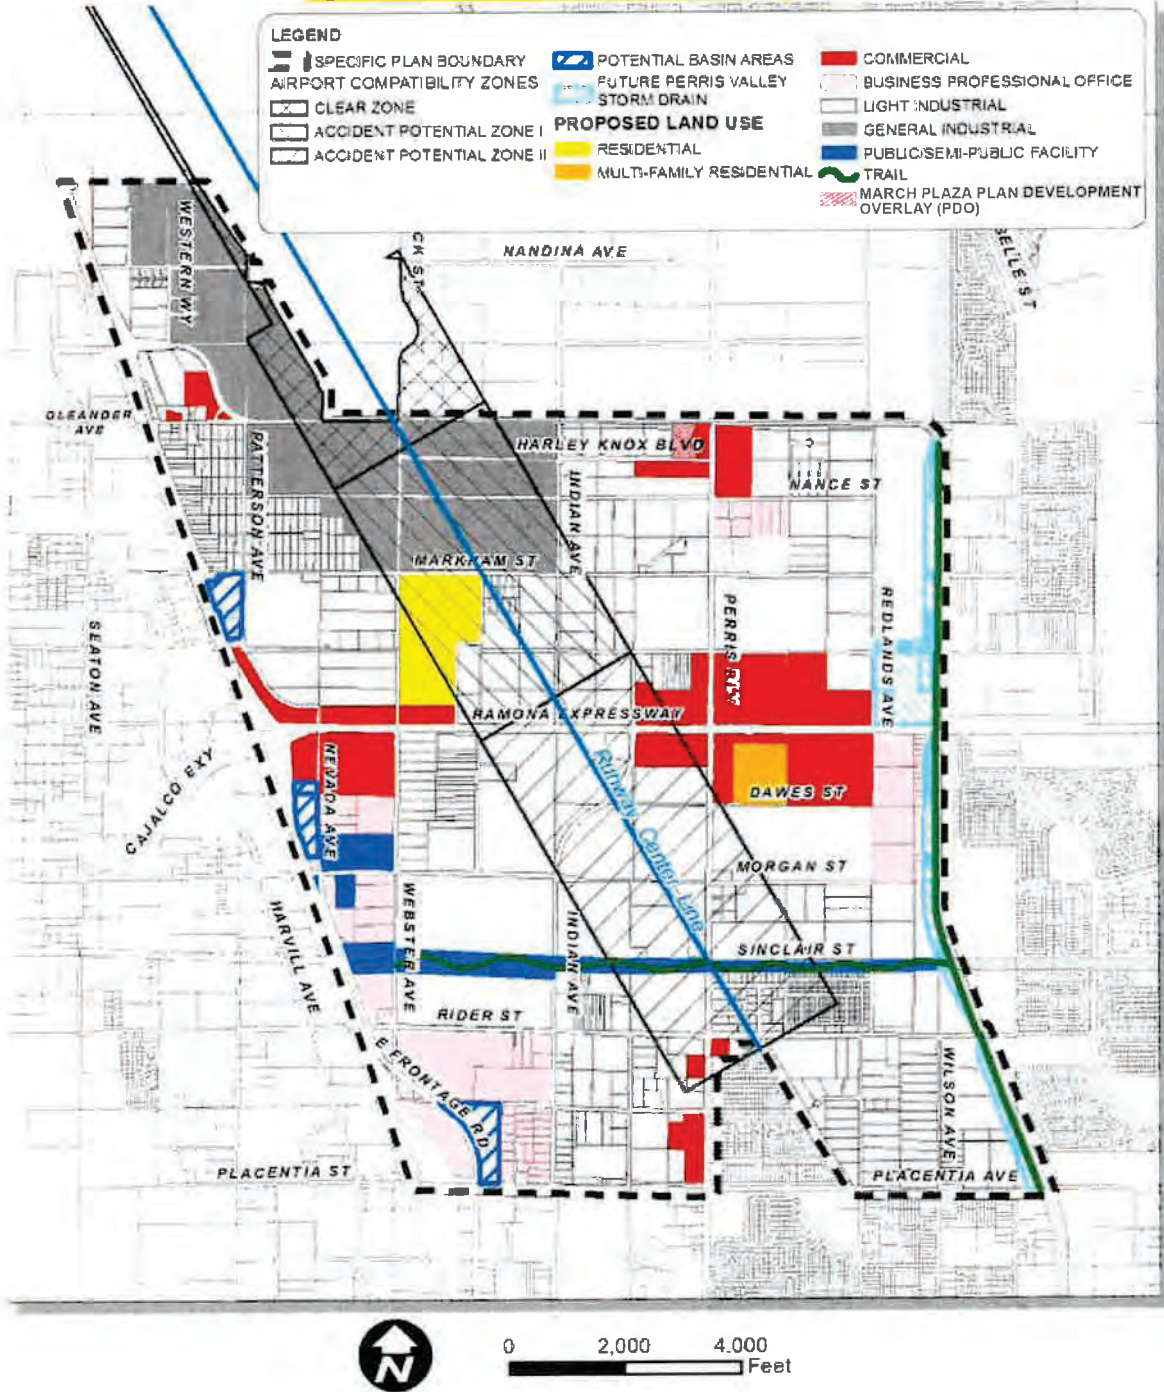 LEGEND
SPECIFIC PLAN BOUNDARY
AIRPORT COMPATIBILITY ZONES
CLEAR ZONE
ACCIDENT POTENTIAL ZONE I
ACCIDENT POTENTIAL ZONE II
POTENTIAL BASIN AREAS
FUTURE PERRIS VALLEY
STORM DRAIN
PROPOSED LAND USE
RESIDENTIAL
MULTI-FAMILY RESIDENTIAL
COMMERCIAL
BUSINESS PROFESSIONAL OFFICE
LIGHT INDUSTRIAL
GENERAL INDUSTRIAL
PUBLIC/SEMI-PUBLIC FACILITY
TRAIL
MARCH PLAZA PLAN DEVELOPMENT
OVERLAY (PDO)
WESTERN WY
CK ST
NANDINA AVE
BELLE ST
OLEANDER
AVE
PATTERSON AVE
HARLEY KNOX BLVD
INDIAN AVE
NANCE ST
MARKHAM ST
SEATON AVE
PERRIS BLV
REDLANDS AVE
RAMONA EXPRESSWAY
CAJALCO EXY
NEVADA AVE
Runway Center Line
DAWES ST
MORGAN ST
HARVILL AVE
WEBSTER AVE
INDIAN AVE
SINCLAIR ST
RIDER ST
E FRONTAGE RD
WILSON AVE
PLACENTIA ST
PLACENTIA AVE
N
0 2,000 4,000
Feet